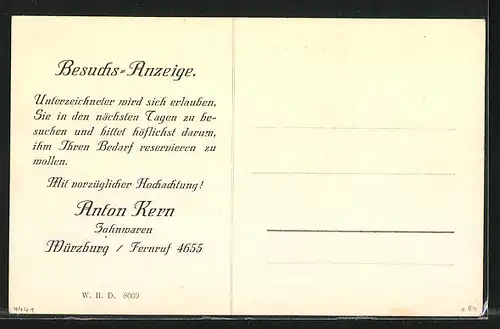 Besuchs-Anzeige.
Unterzeichneter wird sich erlauben,
Sie in den nächsten Tagen zu be-
suchen und bittet höflichst darum,
ihm Ihren Bedarf reservieren zu
wollen.
Mit vorzüglicher Hochachtung!
Anton Kern
Zahnwaren
Würzburg / Fernruf 4655
W. H. D. 8009